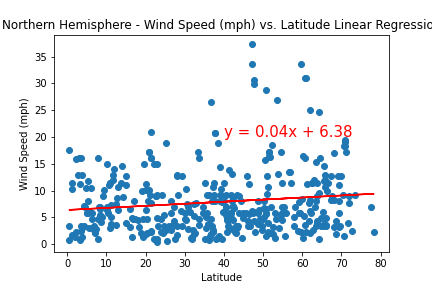 Northern Hemisphere - Wind Speed (mph) vs. Latitude Linear Regressio
35
30
25
20
15
10
5
0
Wind Speed (mph)
y = 0.04x + 6.38
0 10 20 30 40 50 60 70 80
Latitude